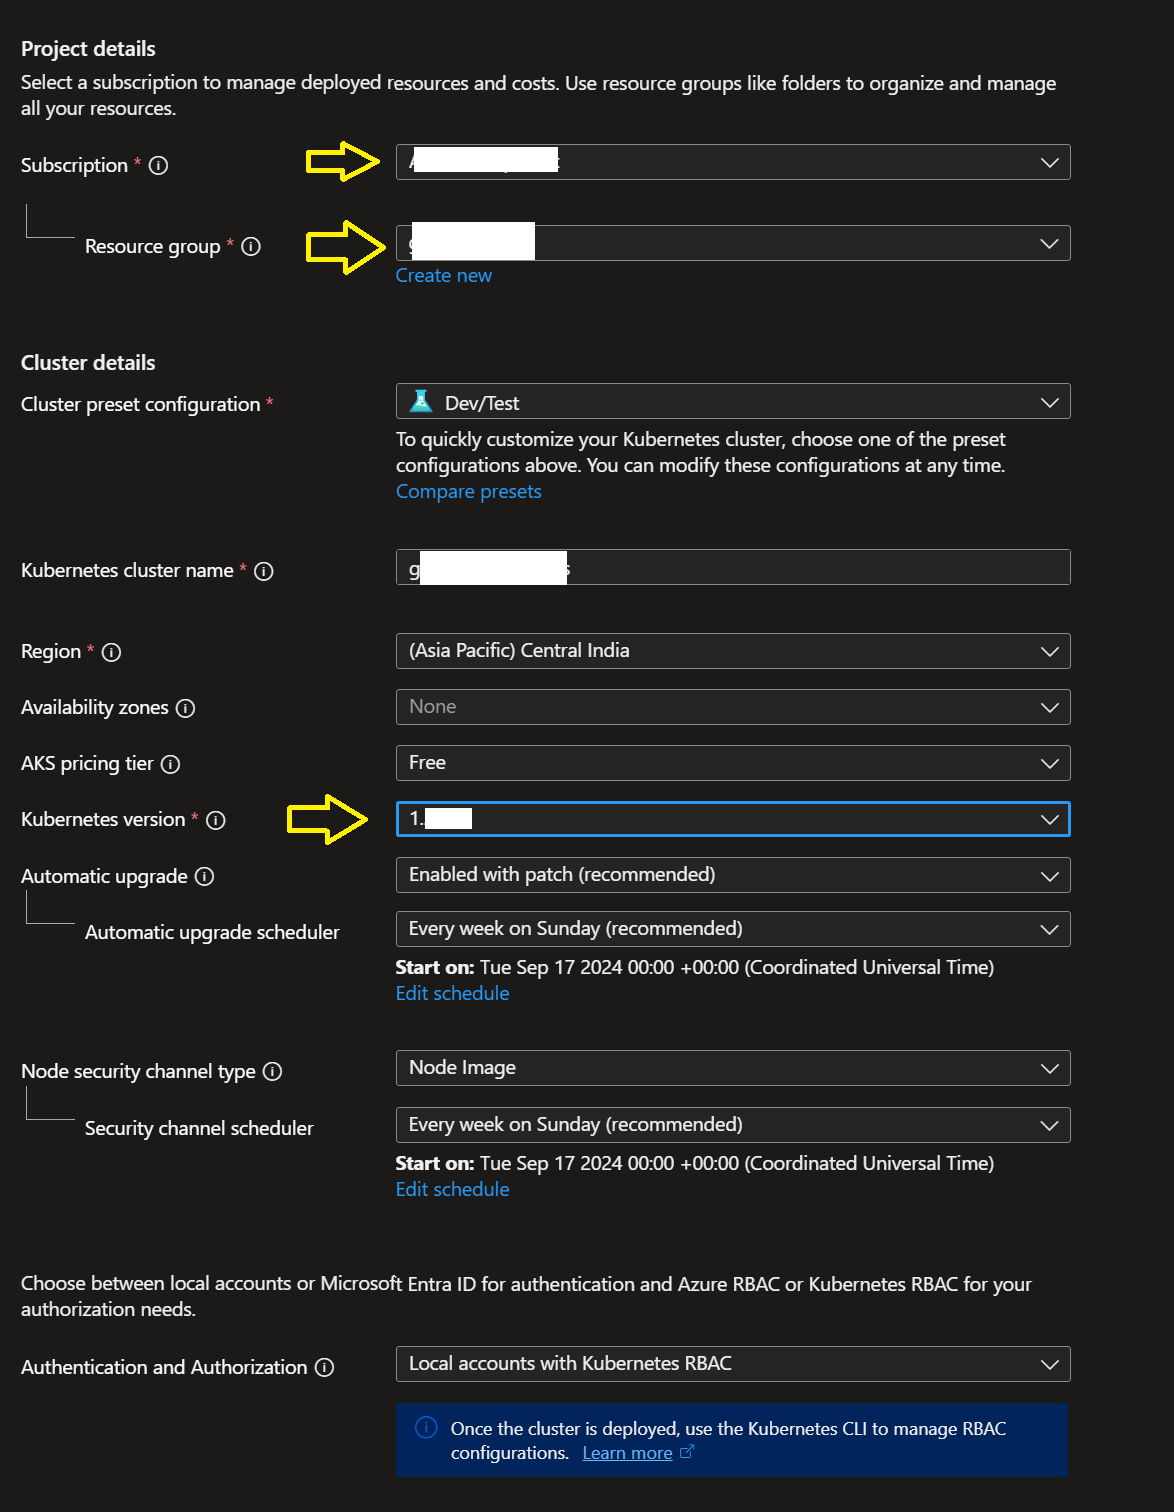 Project details
Select a subscription to manage deployed resources and costs. Use resource groups like folders to organize and manage
all your resources.
Subscription *
Resource group *
Create new
Cluster details
Cluster preset configuration *
Dev/Test
To quickly customize your Kubernetes cluster, choose one of the preset
configurations above. You can modify these configurations at any time.
Compare presets
Kubernetes cluster name *
g s
Region *
(Asia Pacific) Central India
Availability zones
None
AKS pricing tier
Free
Kubernetes version *
1.
Automatic upgrade
Enabled with patch (recommended)
Automatic upgrade scheduler
Every week on Sunday (recommended)
Start on: Tue Sep 17 2024 00:00 +00:00 (Coordinated Universal Time)
Edit schedule
Node security channel type
Node Image
Security channel scheduler
Every week on Sunday (recommended)
Start on: Tue Sep 17 2024 00:00 +00:00 (Coordinated Universal Time)
Edit schedule
Choose between local accounts or Microsoft Entra ID for authentication and Azure RBAC or Kubernetes RBAC for your
authorization needs.
Authentication and Authorization
Local accounts with Kubernetes RBAC
Once the cluster is deployed, use the Kubernetes CLI to manage RBAC
configurations. Learn more